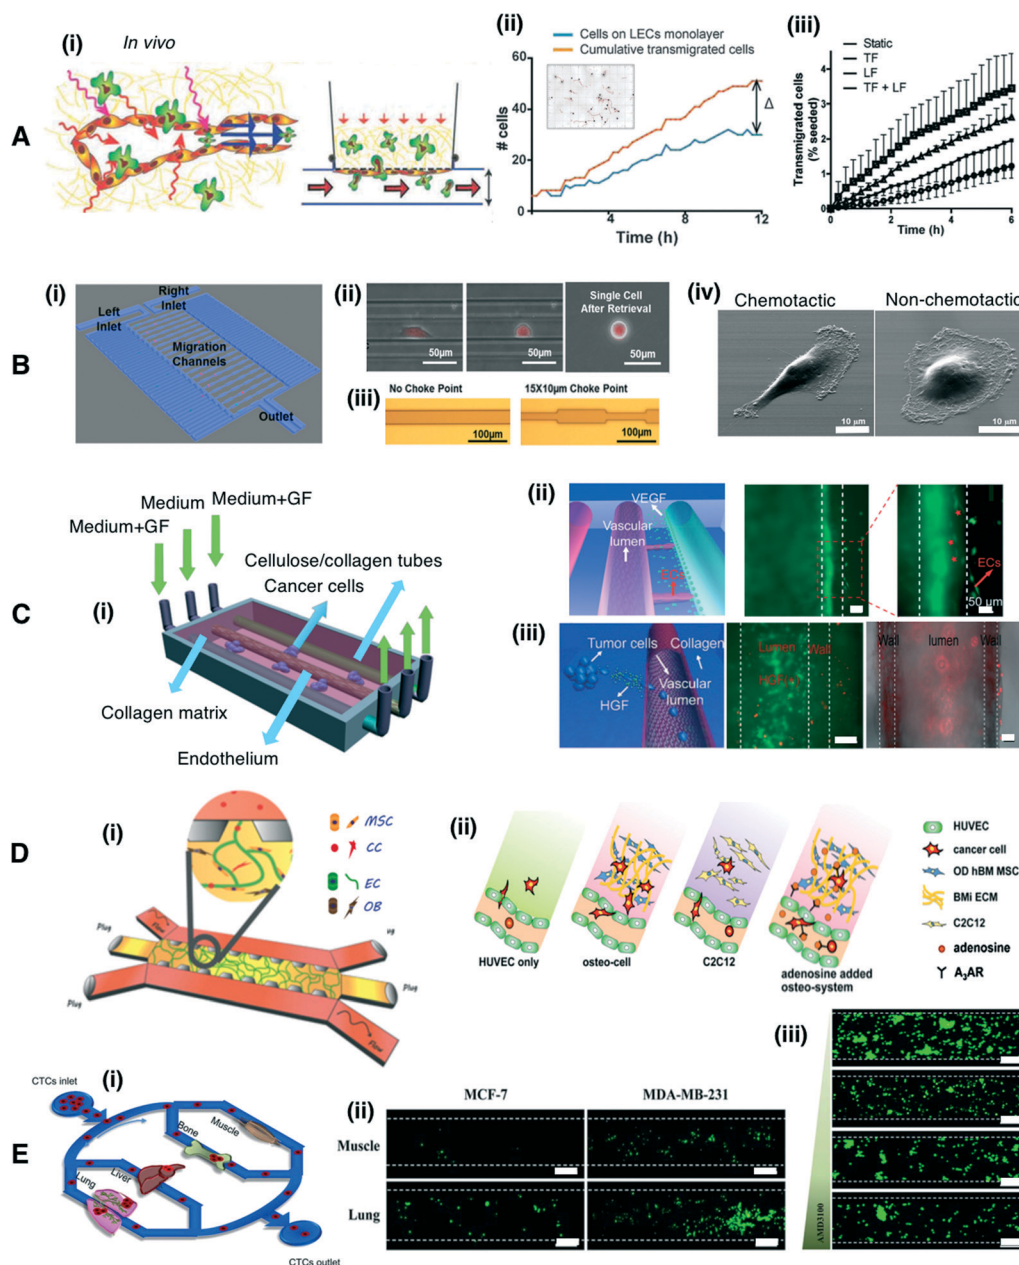 A
(i)
In vivo
(ii)
Cells on LECs monolayer
Cumulative transmigrated cells
60
40
20
0
# cells
Δ
4
8
12
Time (h)
(iii)
Static
TF
LF
TF + LF
4
2
0
Transmigrated cells
(% seeded)
0
2
4
6
Time (h)
B
(i)
Right
Inlet
Left
Inlet
Migration
Channels
Outlet
(ii)
50µm
50µm
Single Cell
After Retrieval
50µm
(iii)
No Choke Point
15X10µm Choke Point
100µm
100µm
(iv)
Chemotactic
Non-chemotactic
10 µm
10 µm
C
Medium+GF
Medium
Medium+GF
(i)
Cellulose/collagen tubes
Cancer cells
Collagen matrix
Endothelium
(ii)
VEGF
Vascular
lumen
ECs
ECs
50 um
(iii)
Tumor cells
Collagen
Vascular
lumen
HGF
Lumen
Wall
HGF(+)
Wall
lumen
Wall
D
(i)
MSC
CC
EC
OB
Plug
Plug
Plug
Flow
Flow
(ii)
HUVEC only
osteo-cell
C2C12
adenosine added
osteo-system
HUVEC
cancer cell
OD hBM MSC
BMi ECM
C2C12
adenosine
A₃AR
E
(i)
CTCs inlet
Muscle
Bone
Liver
Lung
CTCs outlet
(ii)
MCF-7
MDA-MB-231
Muscle
Lung
(iii)
AMD3100